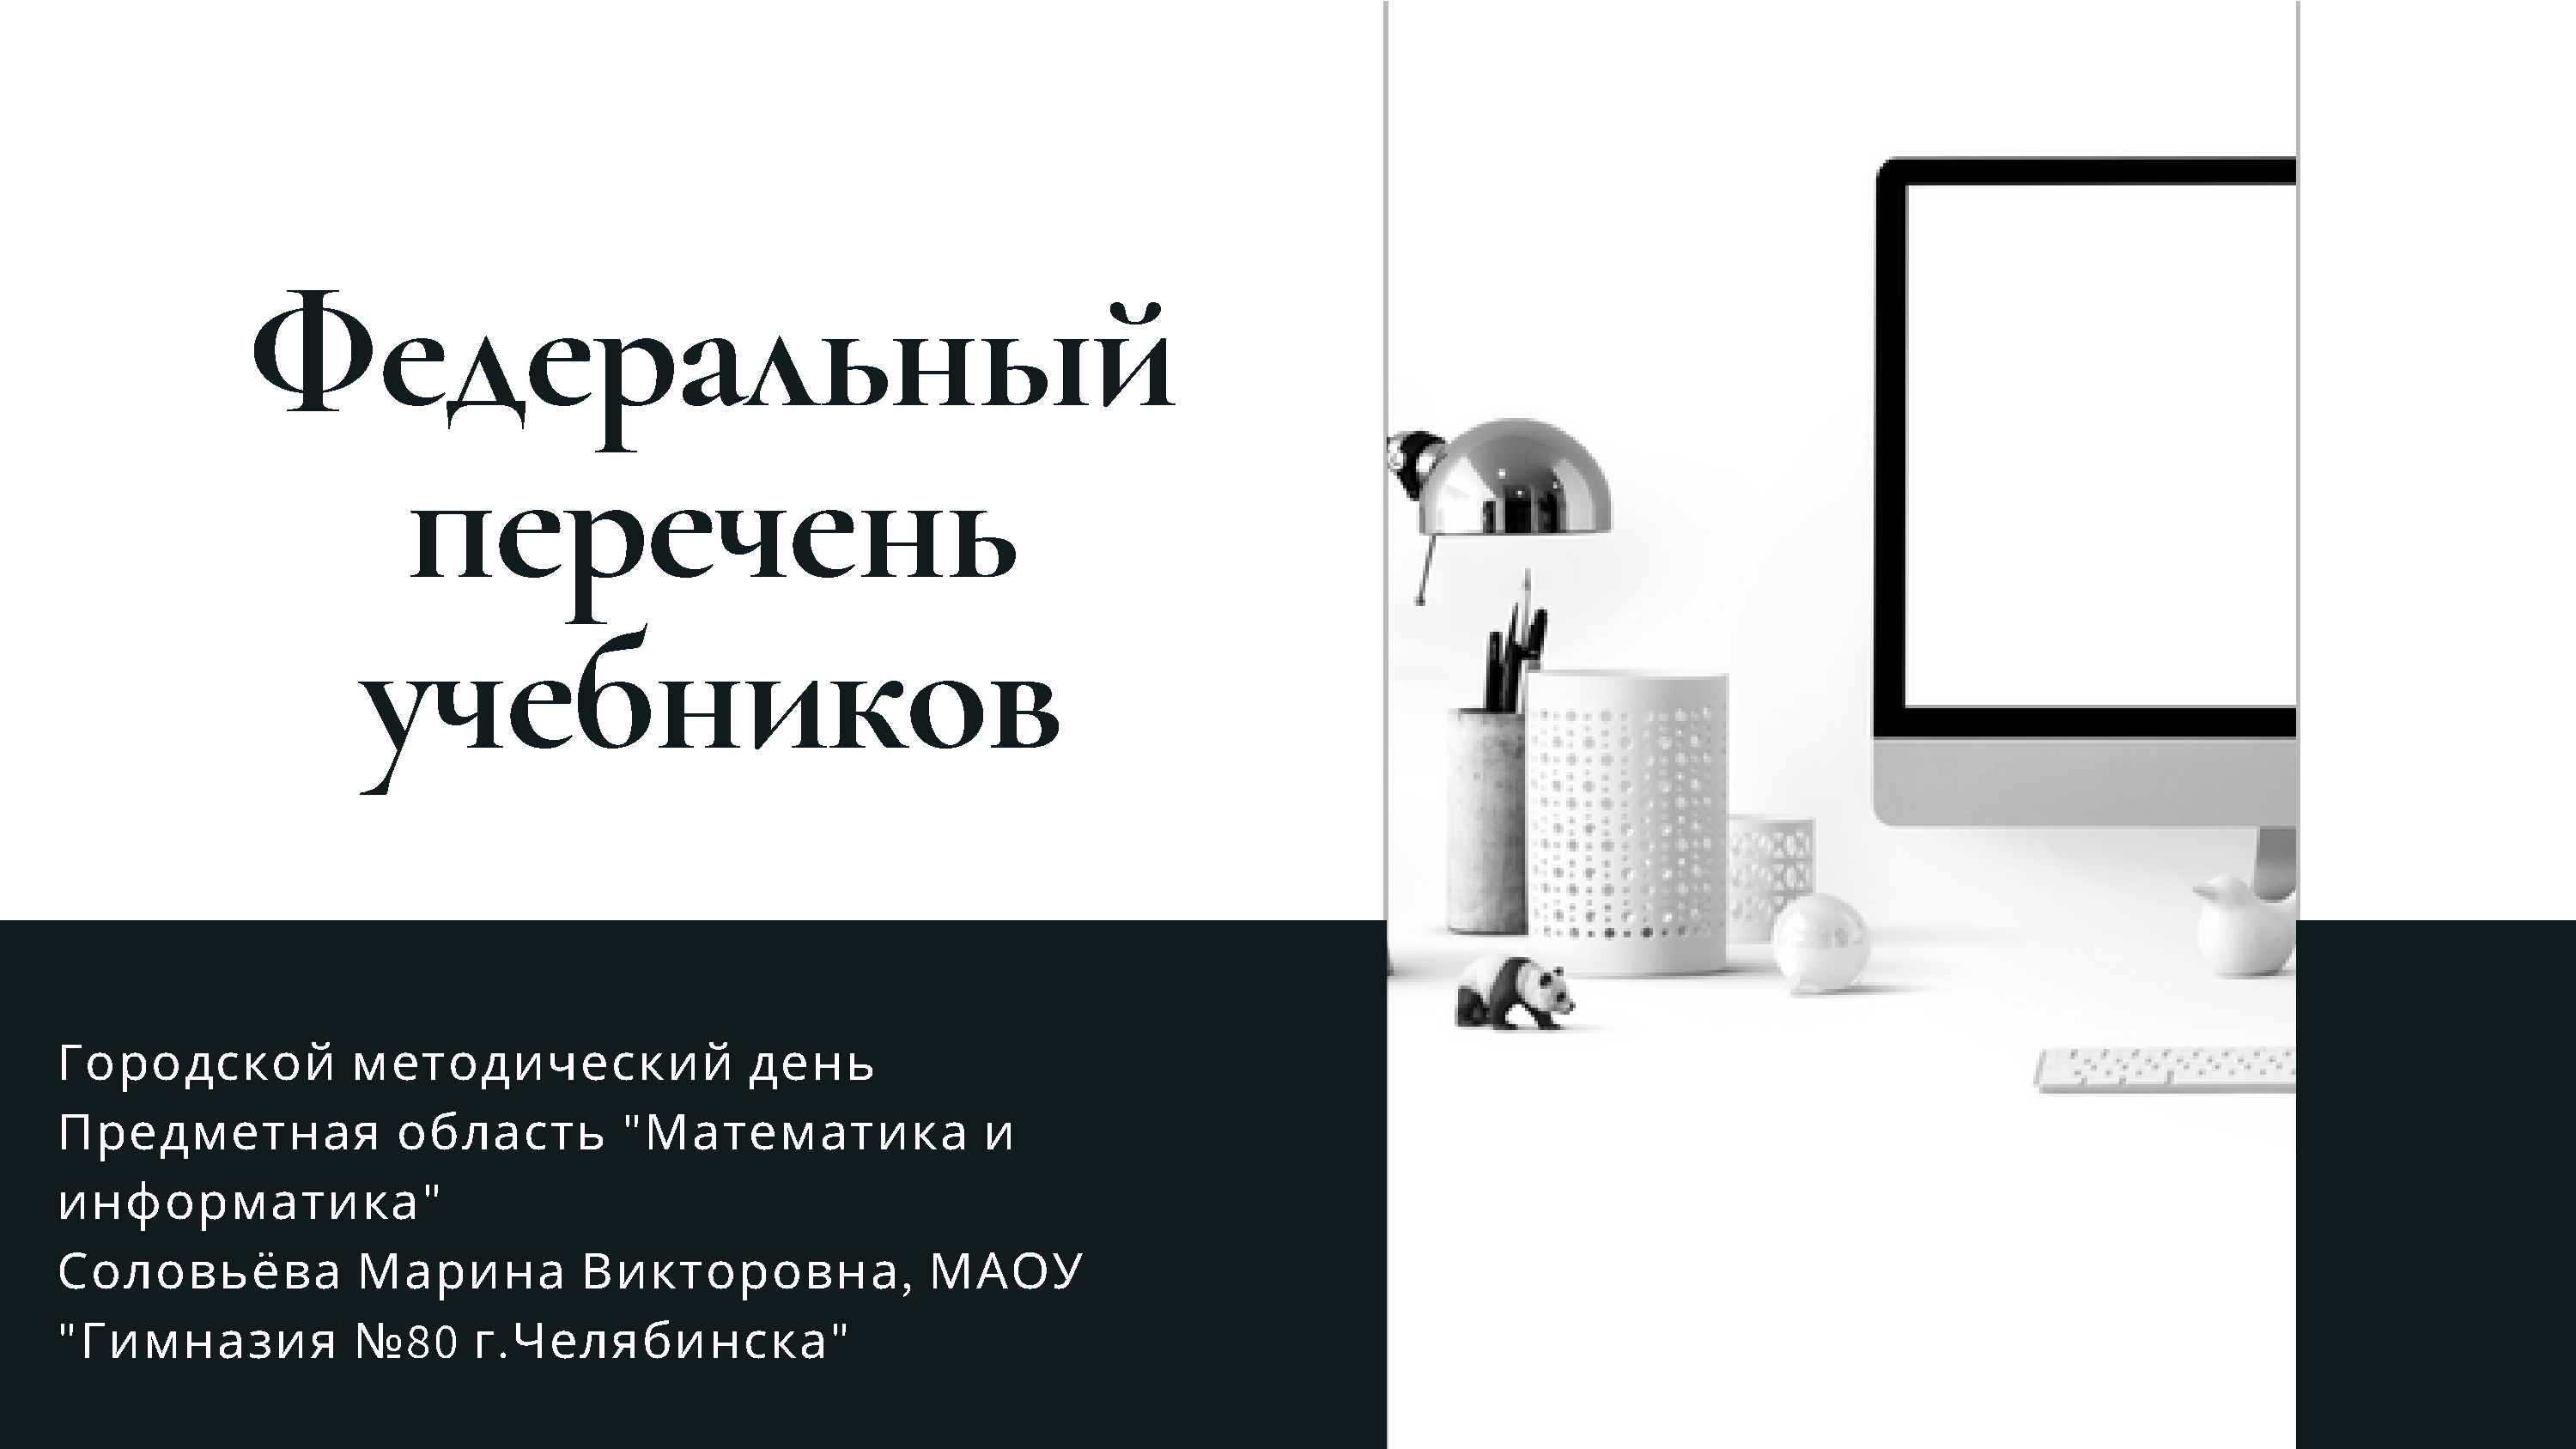 Федеральный
перечень
учебников
Городской методический день
Предметная область "Математика и
информатика"
Соловьёва Марина Викторовна, МАОУ
"Гимназия №80 г.Челябинска"